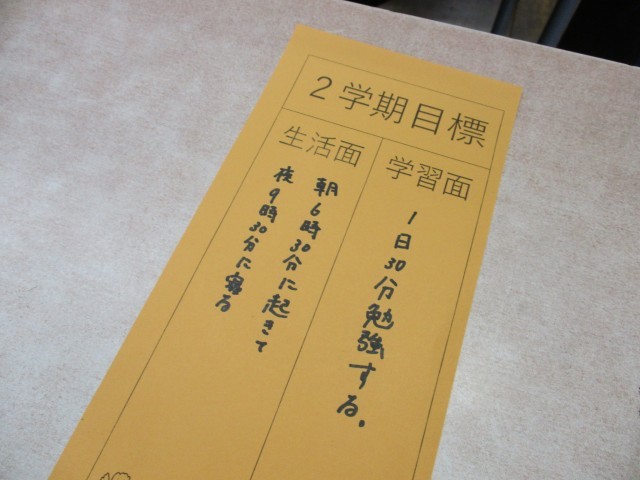 2学期目標
学習面
1日30分勉強する。
生活面
朝6時30分に起きて
夜9時30分に寝る